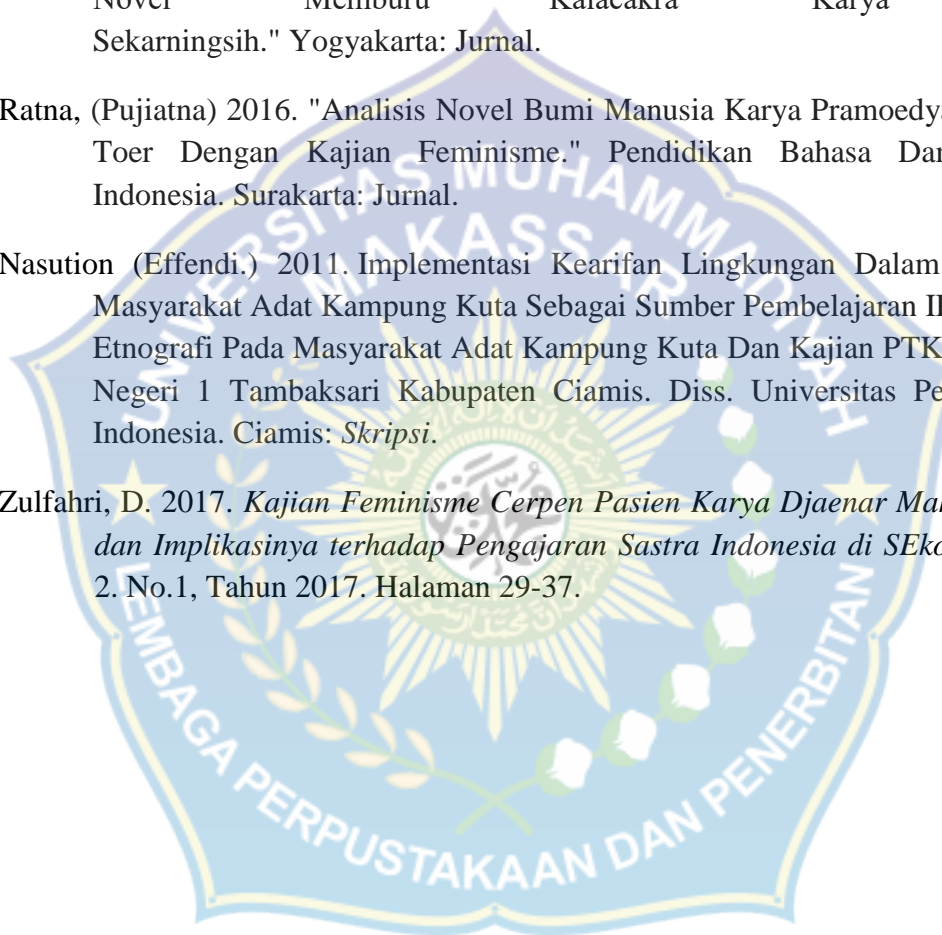 Novel Memburu Kalacakra Karya
Sekarningsih." Yogyakarta: Jurnal.
Ratna, (Pujiatna) 2016. "Analisis Novel Bumi Manusia Karya Pramoedya
Toer Dengan Kajian Feminisme." Pendidikan Bahasa Dan
Indonesia. Surakarta: Jurnal.
Nasution (Effendi.) 2011. Implementasi Kearifan Lingkungan Dalam
Masyarakat Adat Kampung Kuta Sebagai Sumber Pembelajaran
Etnografi Pada Masyarakat Adat Kampung Kuta Dan Kajian PTK
Negeri 1 Tambaksari Kabupaten Ciamis. Diss. Universitas Pe
Indonesia. Ciamis: Skripsi.
Zulfahri, D. 2017. Kajian Feminisme Cerpen Pasien Karya Djaenar
dan Implikasinya terhadap Pengajaran Sastra Indonesia di SEko
2. No.1, Tahun 2017. Halaman 29-37.
UNIVERSITAS MUHAMMADIYAH
MAKASSAR
LEMBAGA PERPUSTAKAAN DAN PENERBITAN